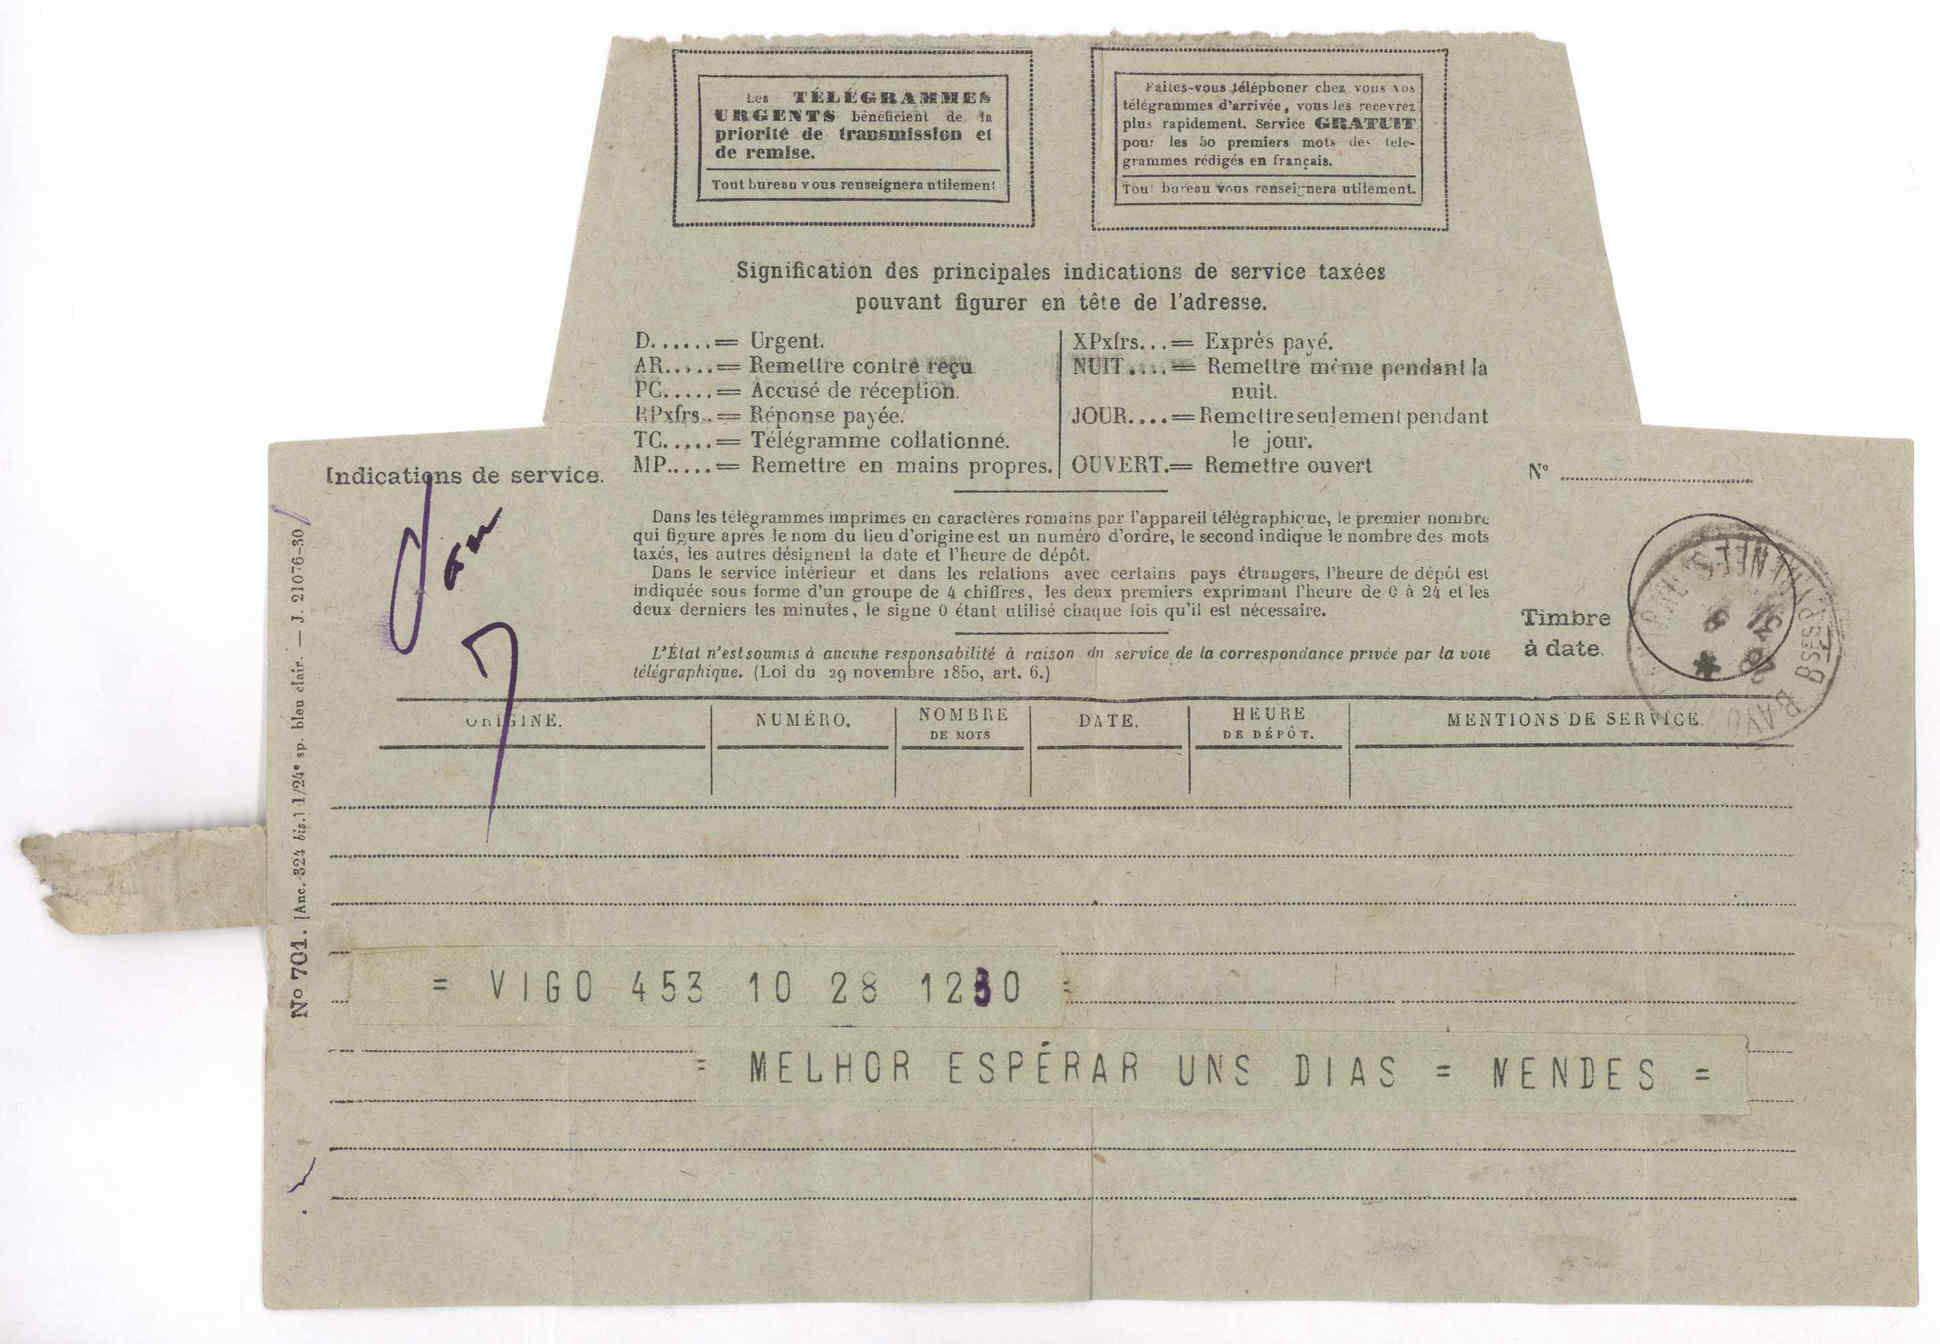 Les TÉLÉGRAMMES
URGENTS bénéficient de la
priorité de transmission et
de remise.
Tout bureau vous renseignera utilement
Faites-vous téléphoner chez vous vos
télégrammes d'arrivée, vous les recevrez
plus rapidement. Service GRATUIT
pour les 50 premiers mots des télé-
grammes rédigés en français.
Tout bureau vous renseignera utilement.
Signification des principales indications de service taxées
pouvant figurer en tête de l'adresse.
D......= Urgent.
AR.....= Remettre contre reçu
PC.....= Accusé de réception.
RPxfrs..= Réponse payée.
TC.....= Télégramme collationné.
MP.....= Remettre en mains propres.
XPxfrs...= Exprès payé.
NUIT....= Remettre même pendant la
nuit.
JOUR....= Remettre seulement pendant
le jour.
OUVERT.= Remettre ouvert
Indications de service.
N°
Dans les télégrammes imprimés en caractères romains par l'appareil télégraphique, le premier nombre
qui figure après le nom du lieu d'origine est un numéro d'ordre, le second indique le nombre des mots
taxés, les autres désignent la date et l'heure de dépôt.
Dans le service intérieur et dans les relations avec certains pays étrangers, l'heure de dépôt est
indiquée sous forme d'un groupe de 4 chiffres, les deux premiers exprimant l'heure de 0 à 24 et les
deux derniers les minutes, le signe 0 étant utilisé chaque fois qu'il est nécessaire.
L'État n'est soumis à aucune responsabilité à raison du service de la correspondance privée par la voie
télégraphique. (Loi du 29 novembre 1850, art. 6.)
Timbre
à date.
ORIGINE.
NUMÉRO.
NOMBRE
DE MOTS
DATE.
HEURE
DE DÉPÔT.
MENTIONS DE SERVICE.
N° 701. [Anc. 324 bis.] 1/24e sp. bleu clair. — J. 21076-30
= VIGO 453 10 28 1230 =
= MELHOR ESPÉRAR UNS DIAS = MENDES =